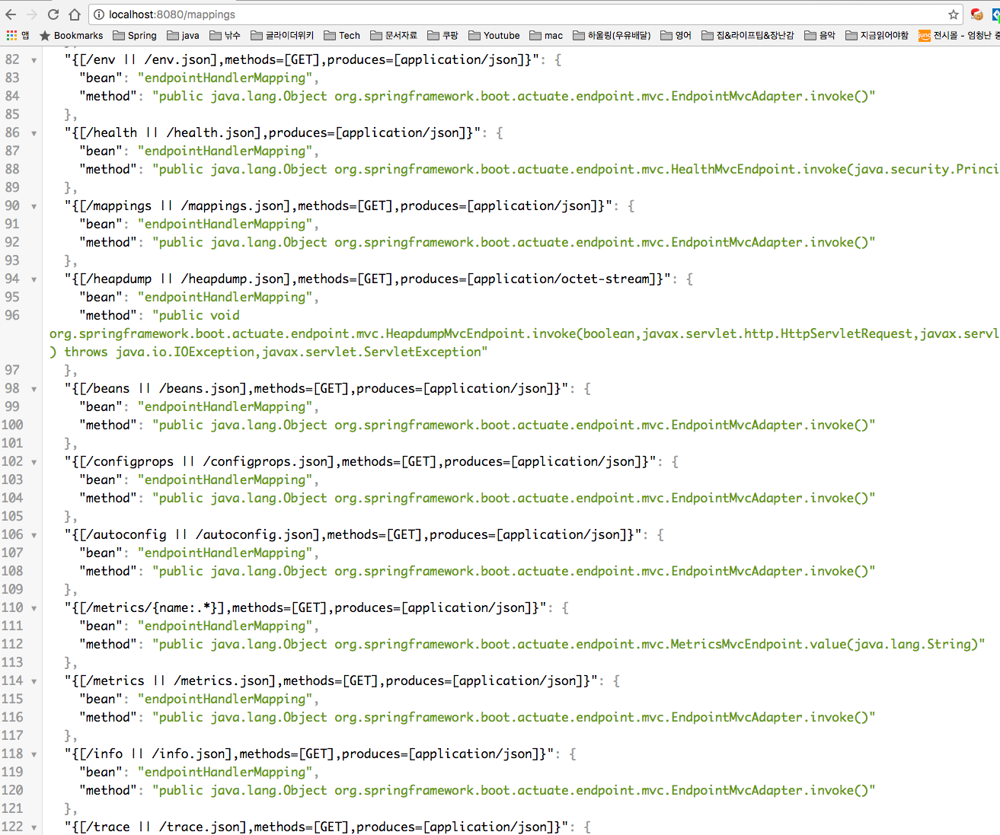 localhost:8080/mappings
앱 Bookmarks Spring java 낚수 글라이더위키 Tech 문서자료 쿠팡 Youtube mac 하울링(우유배달) 영어 집&라이프팁&장난감 음악 지금읽어야함 전시몰 - 엄청난 중
82 "{[/env || /env.json],methods=[GET],produces=[application/json]}": {
83 "bean": "endpointHandlerMapping",
84 "method": "public java.lang.Object org.springframework.boot.actuate.endpoint.mvc.EndpointMvcAdapter.invoke()"
85 },
86 "{[/health || /health.json],produces=[application/json]}": {
87 "bean": "endpointHandlerMapping",
88 "method": "public java.lang.Object org.springframework.boot.actuate.endpoint.mvc.HealthMvcEndpoint.invoke(java.security.Princi
89 },
90 "{[/mappings || /mappings.json],methods=[GET],produces=[application/json]}": {
91 "bean": "endpointHandlerMapping",
92 "method": "public java.lang.Object org.springframework.boot.actuate.endpoint.mvc.EndpointMvcAdapter.invoke()"
93 },
94 "{[/heapdump || /heapdump.json],methods=[GET],produces=[application/octet-stream]}": {
95 "bean": "endpointHandlerMapping",
96 "method": "public void
org.springframework.boot.actuate.endpoint.mvc.HeapdumpMvcEndpoint.invoke(boolean,javax.servlet.http.HttpServletRequest,javax.servl
) throws java.io.IOException,javax.servlet.ServletException"
97 },
98 "{[/beans || /beans.json],methods=[GET],produces=[application/json]}": {
99 "bean": "endpointHandlerMapping",
100 "method": "public java.lang.Object org.springframework.boot.actuate.endpoint.mvc.EndpointMvcAdapter.invoke()"
101 },
102 "{[/configprops || /configprops.json],methods=[GET],produces=[application/json]}": {
103 "bean": "endpointHandlerMapping",
104 "method": "public java.lang.Object org.springframework.boot.actuate.endpoint.mvc.EndpointMvcAdapter.invoke()"
105 },
106 "{[/autoconfig || /autoconfig.json],methods=[GET],produces=[application/json]}": {
107 "bean": "endpointHandlerMapping",
108 "method": "public java.lang.Object org.springframework.boot.actuate.endpoint.mvc.EndpointMvcAdapter.invoke()"
109 },
110 "{[/metrics/{name:.*}],methods=[GET],produces=[application/json]}": {
111 "bean": "endpointHandlerMapping",
112 "method": "public java.lang.Object org.springframework.boot.actuate.endpoint.mvc.MetricsMvcEndpoint.value(java.lang.String)"
113 },
114 "{[/metrics || /metrics.json],methods=[GET],produces=[application/json]}": {
115 "bean": "endpointHandlerMapping",
116 "method": "public java.lang.Object org.springframework.boot.actuate.endpoint.mvc.EndpointMvcAdapter.invoke()"
117 },
118 "{[/info || /info.json],methods=[GET],produces=[application/json]}": {
119 "bean": "endpointHandlerMapping",
120 "method": "public java.lang.Object org.springframework.boot.actuate.endpoint.mvc.EndpointMvcAdapter.invoke()"
121 },
122 "{[/trace || /trace.json],methods=[GET],produces=[application/json]}": {